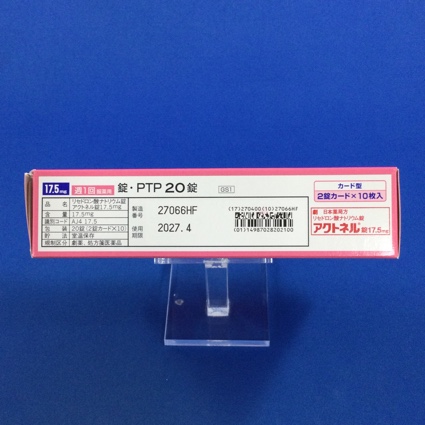 17.5mg 週1回 服用 錠・PTP 20錠 GS1
品名 リセドロン酸ナトリウム錠
アクトネル錠17.5mg
含量 17.5mg
識別コード AJ4 17.5
包装 20錠(2錠カード×10)
貯法 室温保存
規制区分 劇薬、処方箋医薬品
製造番号 27066HF
使用期限 2027.4
(17)270400(10)27066HF
(01)14987028202100
カード型
2錠カード×10枚入
劇 日本薬局方
リセドロン酸ナトリウム錠
アクトネル®錠17.5mg